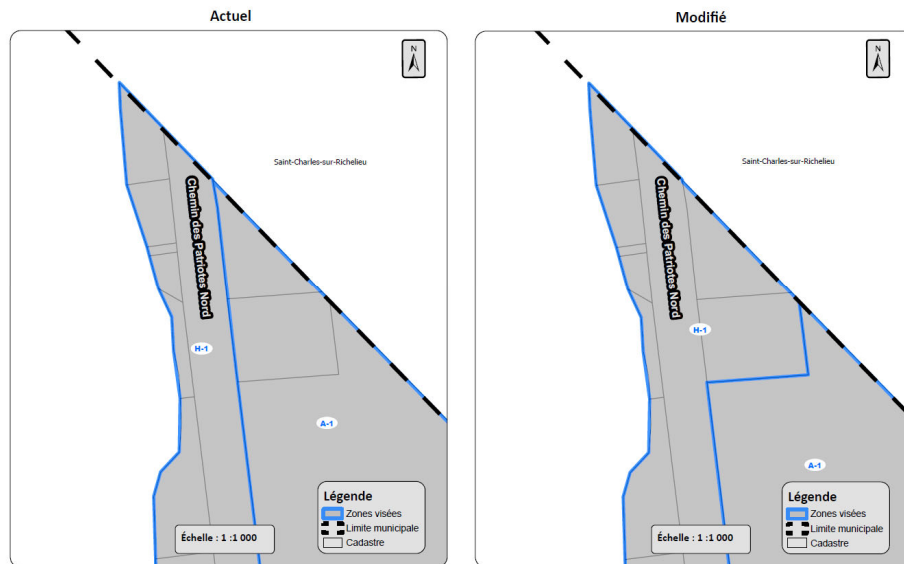 Actuel
N
Saint-Charles-sur-Richelieu
Chemin des Patriotes Nord
H-1
A-1
Légende
Zones visées
Limite municipale
Cadastre
Échelle : 1 :1 000
Modifié
N
Saint-Charles-sur-Richelieu
Chemin des Patriotes Nord
H-1
A-1
Légende
Zones visées
Limite municipale
Cadastre
Échelle : 1 :1 000